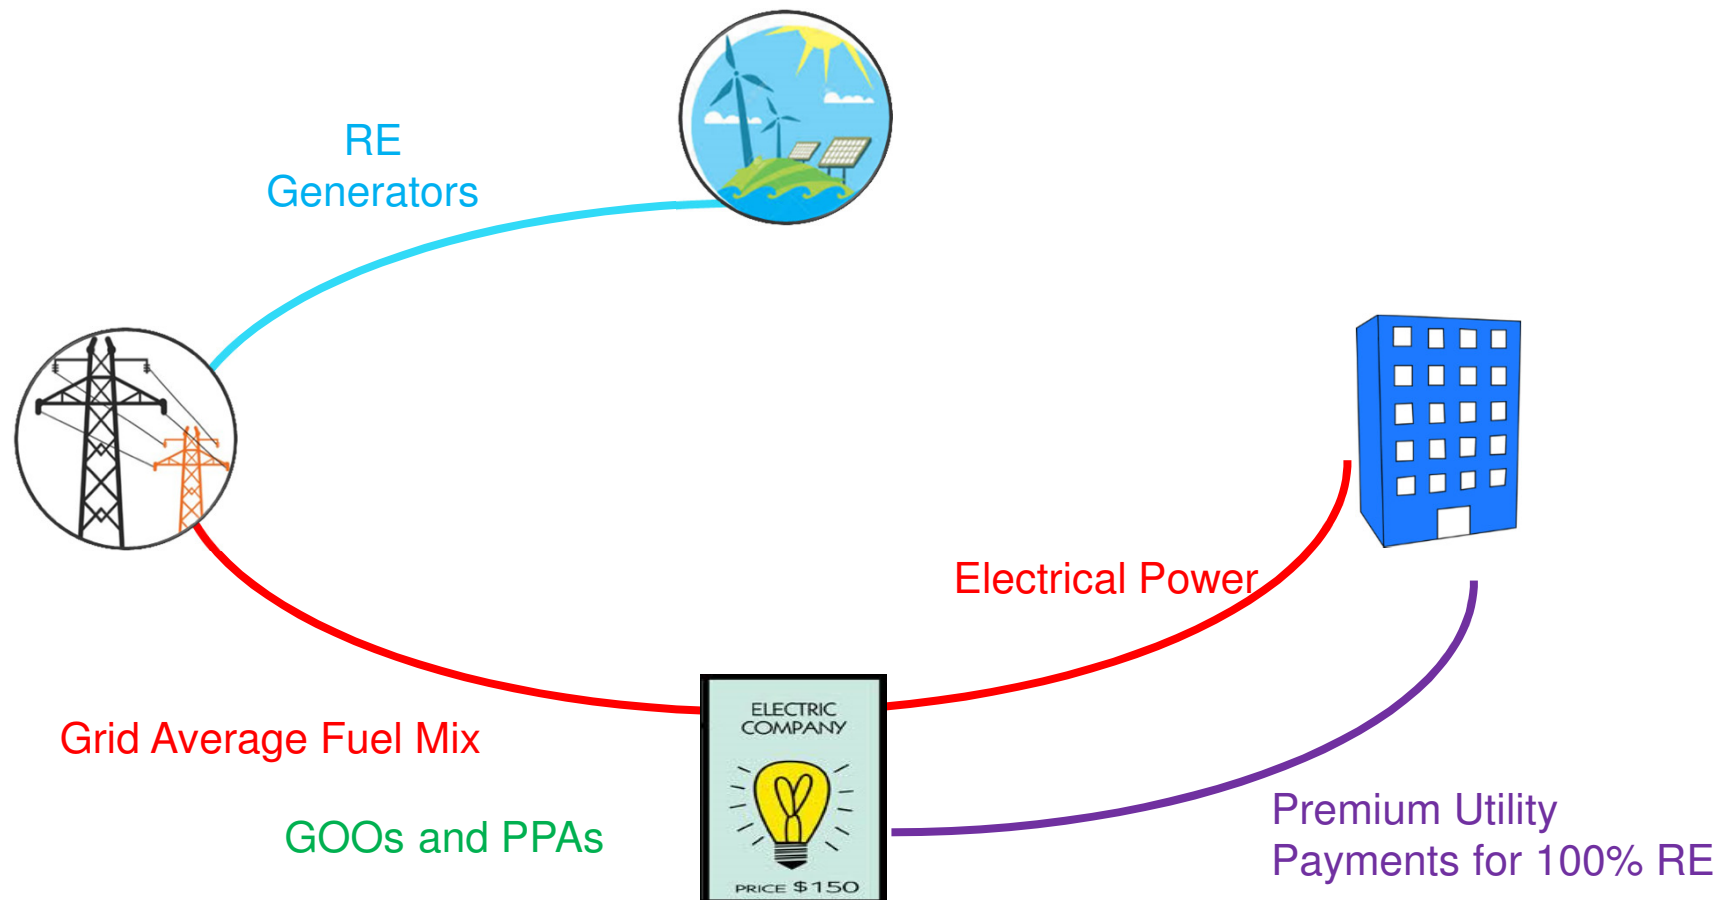 RE
Generators
Electrical Power
ELECTRIC
COMPANY
Grid Average Fuel Mix
GOOs and PPAs
PRICE $150
Premium Utility
Payments for 100% RE